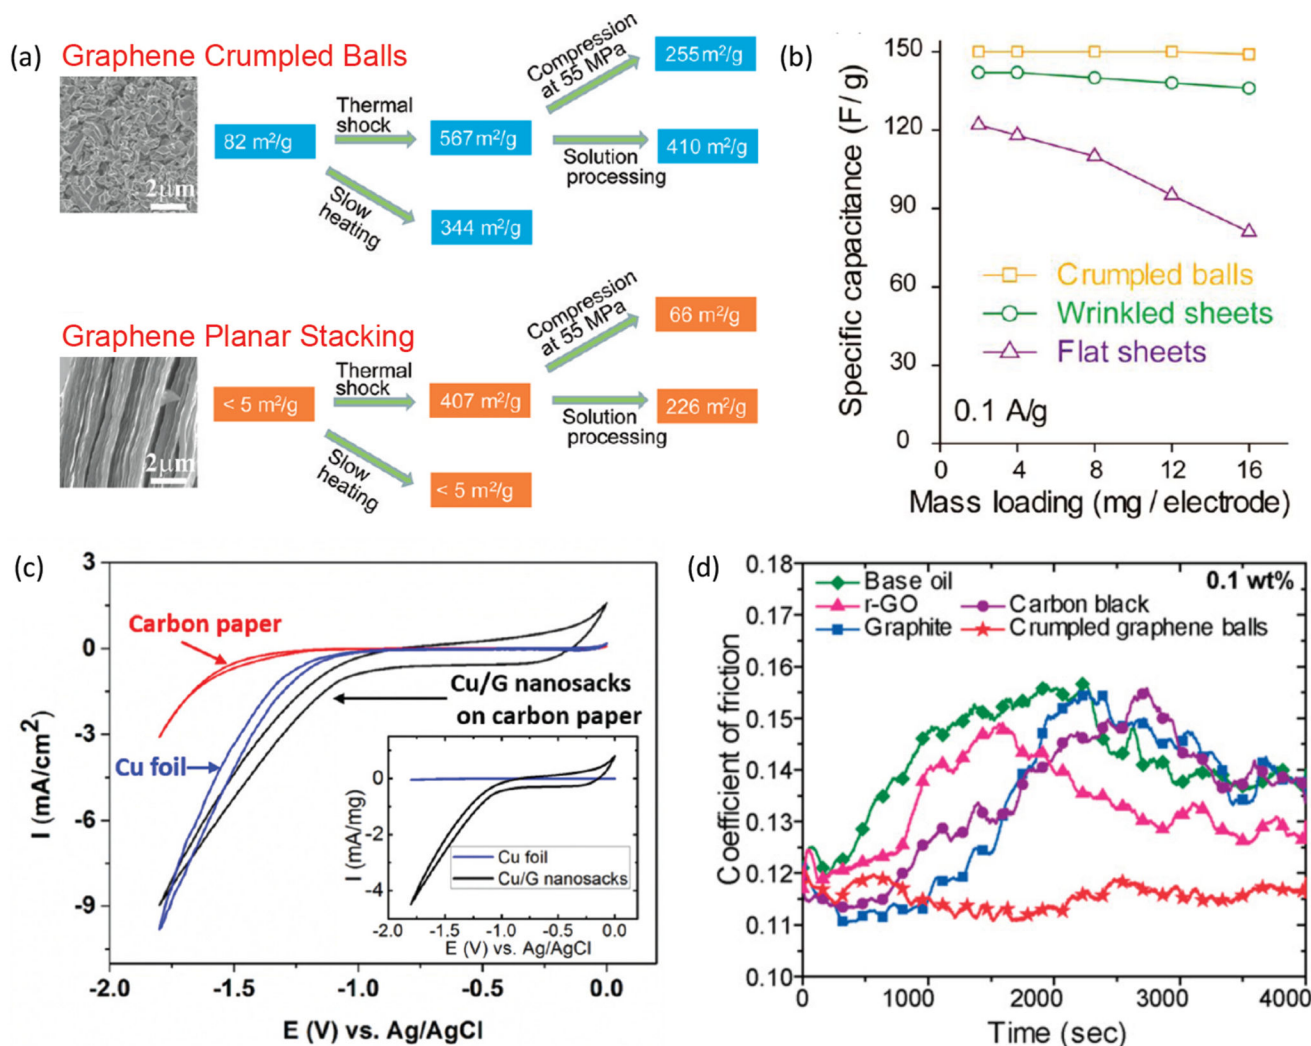 (a)
Graphene Crumpled Balls
2μm
82 m²/g
Thermal
shock
Slow
heating
567 m²/g
344 m²/g
Compression
at 55 MPa
Solution
processing
255 m²/g
410 m²/g
Graphene Planar Stacking
2μm
< 5 m²/g
Thermal
shock
Slow
heating
407 m²/g
< 5 m²/g
Compression
at 55 MPa
Solution
processing
66 m²/g
226 m²/g
(b)
Specific capacitance (F / g)
150
120
90
60
30
0
Crumpled balls
Wrinkled sheets
Flat sheets
0.1 A/g
0 4 8 12 16
Mass loading (mg / electrode)
(c)
I (mA/cm²)
3
0
-3
-6
-9
Carbon paper
Cu/G nanosacks
on carbon paper
Cu foil
I (mA/mg)
0
-2
-4
Cu foil
Cu/G nanosacks
-2.0 -1.5 -1.0 -0.5 0.0
E (V) vs. Ag/AgCl
-2.0 -1.5 -1.0 -0.5 0.0
E (V) vs. Ag/AgCl
(d)
Coefficient of friction
0.18
0.17
0.16
0.15
0.14
0.13
0.12
0.11
0.10
Base oil
0.1 wt%
r-GO
Carbon black
Graphite
Crumpled graphene balls
0 1000 2000 3000 4000
Time (sec)